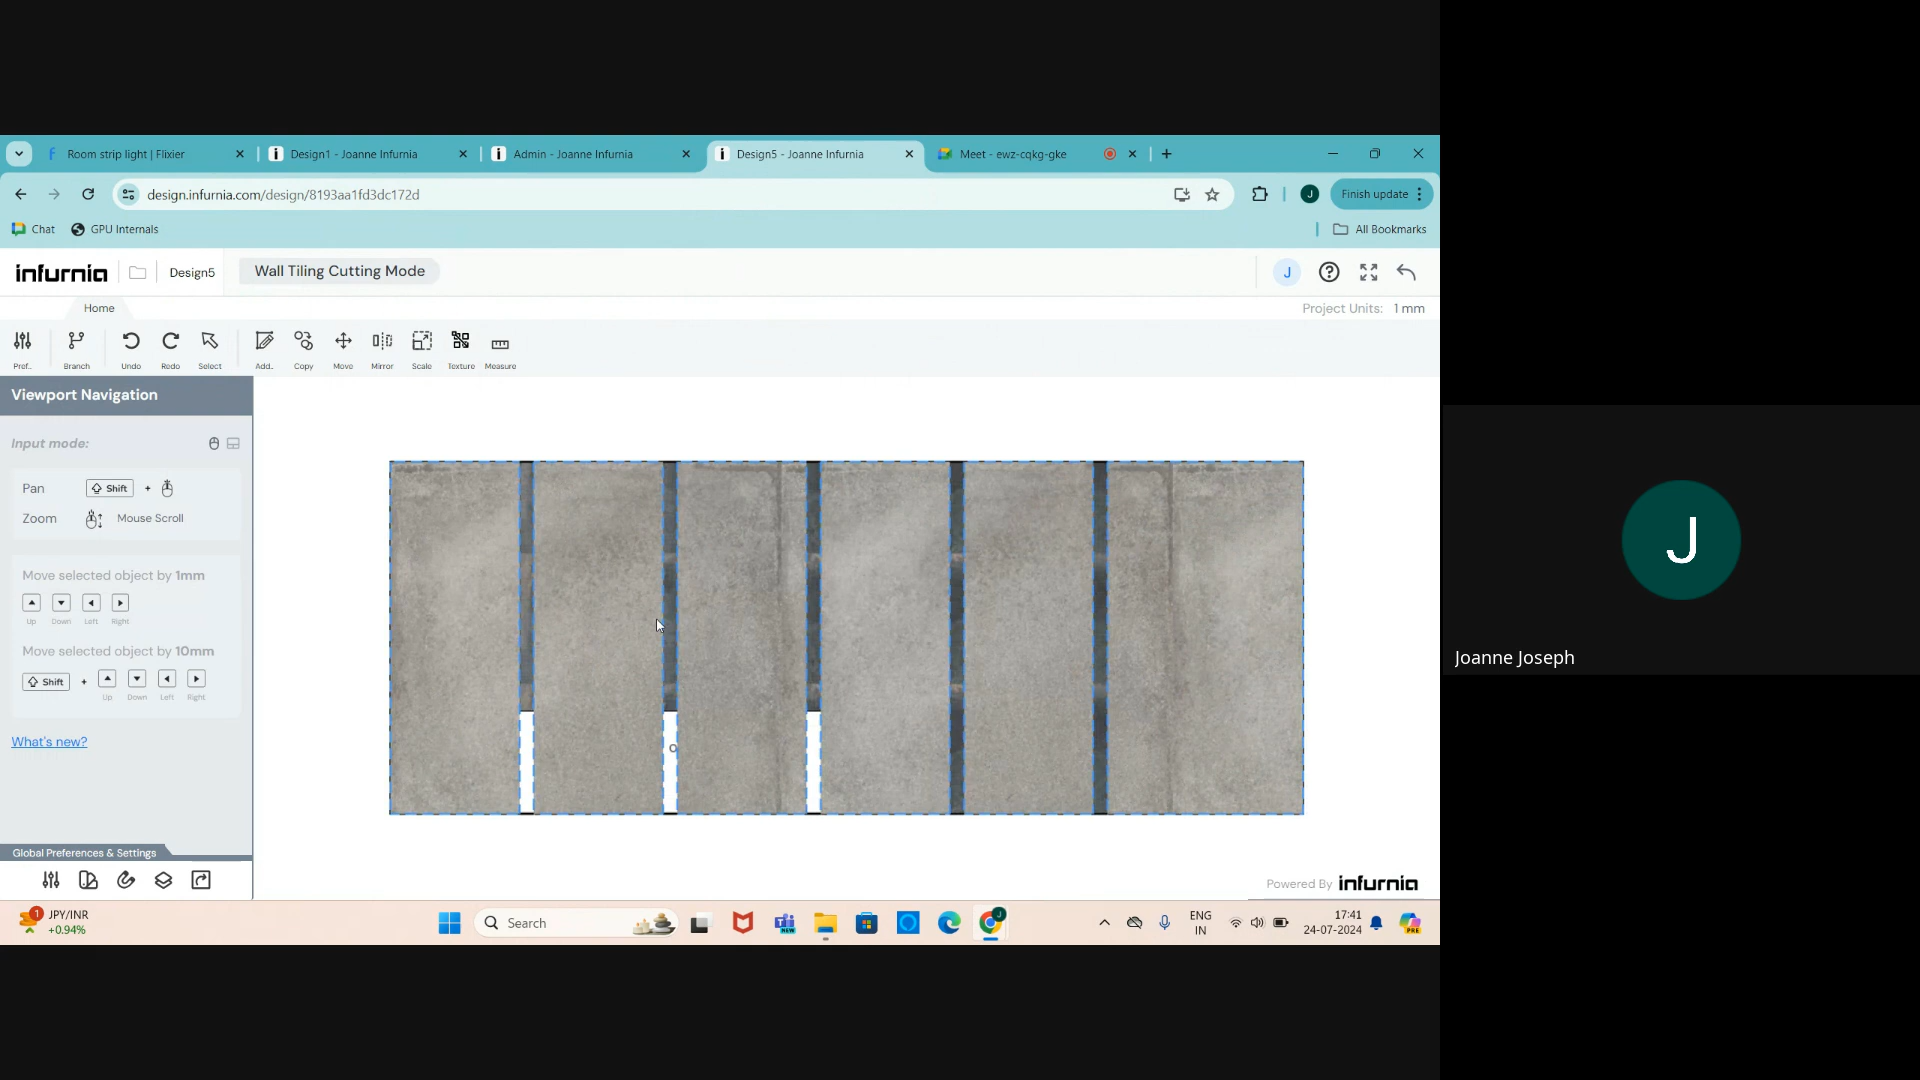 Room strip light | Flixier
Design1 - Joanne Infurnia
Admin - Joanne Infurnia
Design5 - Joanne Infurnia
Meet - ewz-cqkg-gke
design.infurnia.com/design/8193aa1fd3dc172d
J
Finish update
Chat
GPU Internals
All Bookmarks
infurnia
Design5
Wall Tiling Cutting Mode
J
Home
Project Units: 1 mm
Pref..
Branch
Undo
Redo
Select
Add..
Copy
Move
Mirror
Scale
Texture
Measure
Viewport Navigation
Input mode:
Pan
Shift +
Zoom
Mouse Scroll
Move selected object by 1mm
Up Down Left Right
Move selected object by 10mm
Shift +
Up Down Left Right
What's new?
Global Preferences & Settings
Powered By infurnia
J
Joanne Joseph
1
JPY/INR
+0.94%
Search
NEW
J
ENG
IN
17:41
24-07-2024
PRE